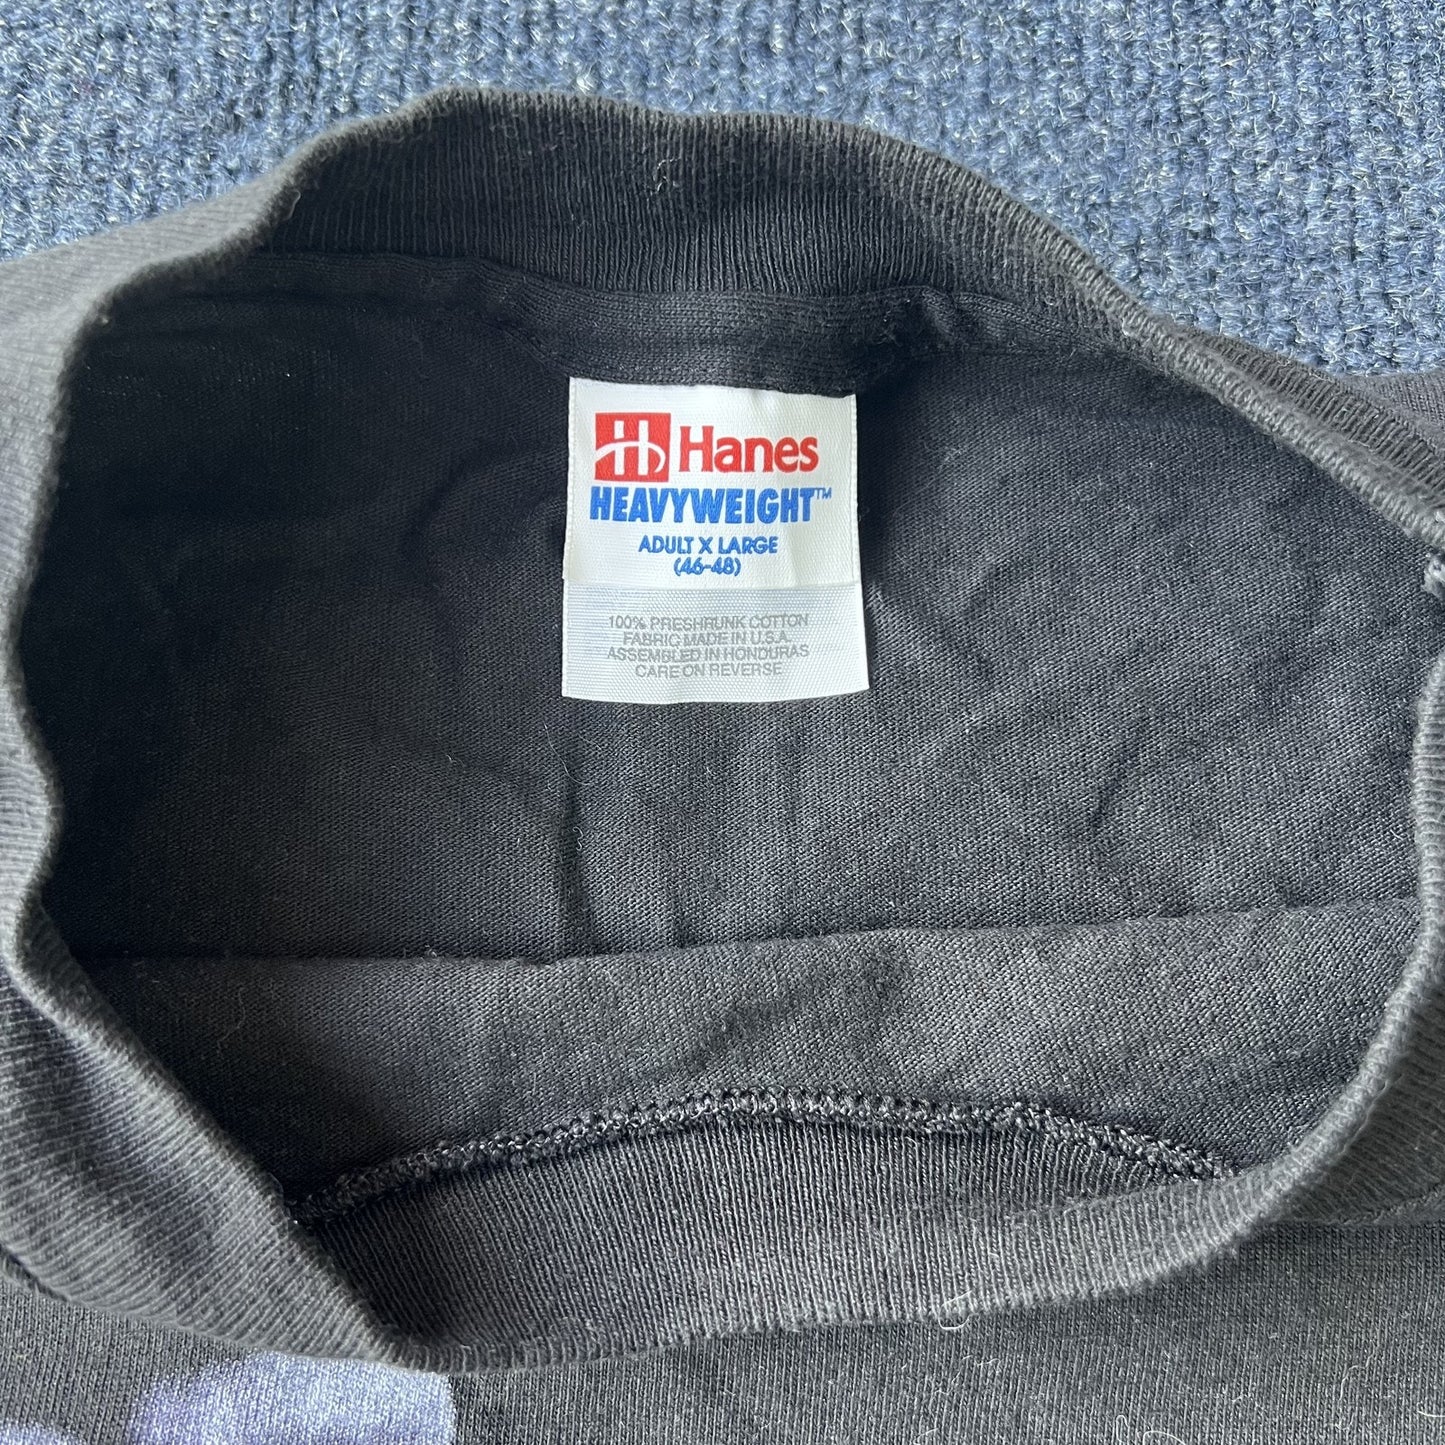 H Hanes
HEAVYWEIGHT™
ADULT X LARGE
(46-48)
100% PRESHRUNK COTTON
FABRIC MADE IN U.S.A.
ASSEMBLED IN HONDURAS
CARE ON REVERSE